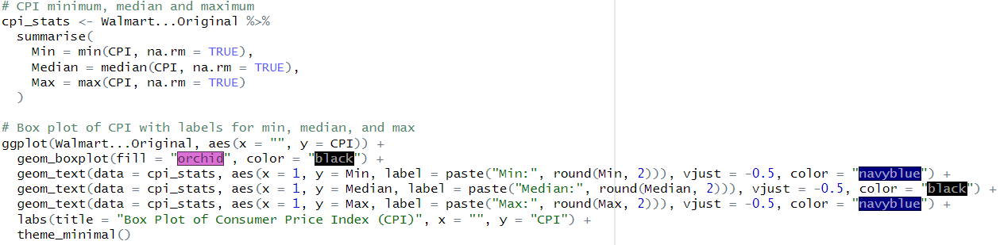 # CPI minimum, median and maximum
cpi_stats <- Walmart...Original %>%
  summarise(
    Min = min(CPI, na.rm = TRUE),
    Median = median(CPI, na.rm = TRUE),
    Max = max(CPI, na.rm = TRUE)
  )

# Box plot of CPI with labels for min, median, and max
ggplot(Walmart...Original, aes(x = "", y = CPI)) +
  geom_boxplot(fill = "orchid", color = "black") +
  geom_text(data = cpi_stats, aes(x = 1, y = Min, label = paste("Min:", round(Min, 2))), vjust = -0.5, color = "navyblue") +
  geom_text(data = cpi_stats, aes(x = 1, y = Median, label = paste("Median:", round(Median, 2))), vjust = -0.5, color = "black") +
  geom_text(data = cpi_stats, aes(x = 1, y = Max, label = paste("Max:", round(Max, 2))), vjust = -0.5, color = "navyblue") +
  labs(title = "Box Plot of Consumer Price Index (CPI)", x = "", y = "CPI") +
  theme_minimal()